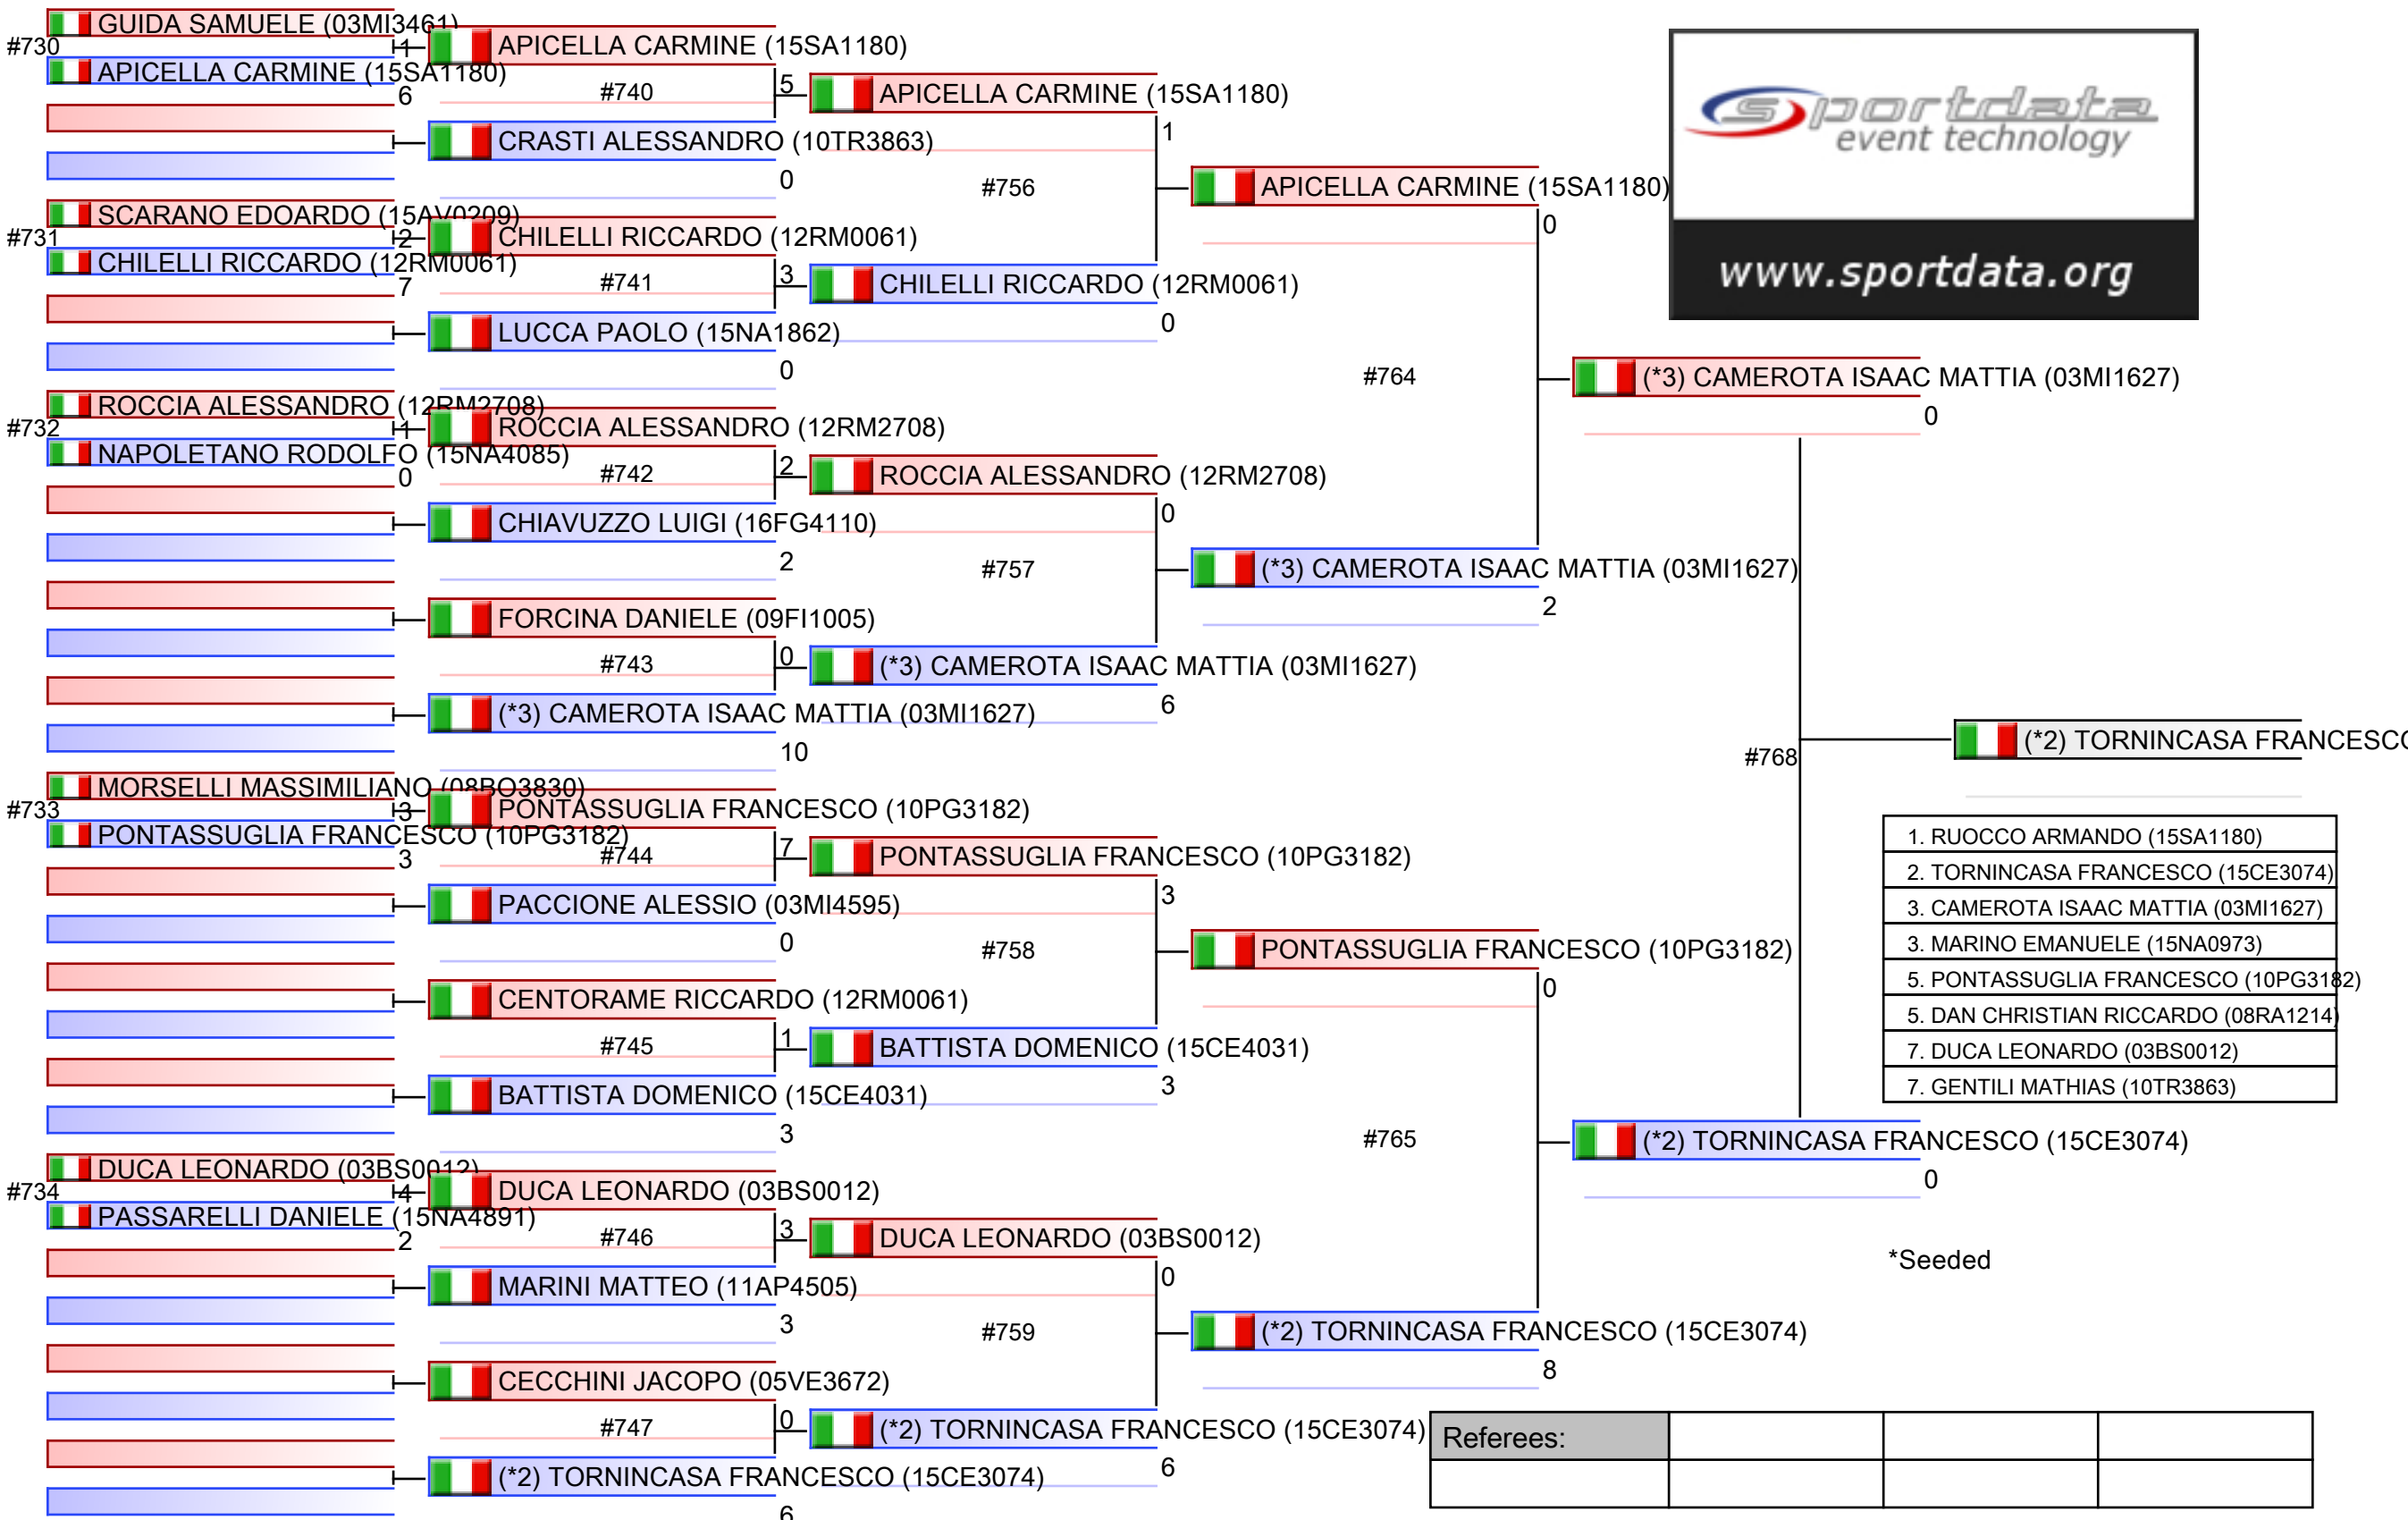 GUIDA SAMUELE (03MI3461)
#730
1
APICELLA CARMINE (15SA1180)
6
APICELLA CARMINE (15SA1180)
#740
5
CRASTI ALESSANDRO (10TR3863)
0
SCARANO EDOARDO (15AV0209)
#731
2
CHILELLI RICCARDO (12RM0061)
7
CHILELLI RICCARDO (12RM0061)
#741
3
LUCCA PAOLO (15NA1862)
0
ROCCIA ALESSANDRO (12RM2708)
#732
1
NAPOLETANO RODOLFO (15NA4085)
0
ROCCIA ALESSANDRO (12RM2708)
#742
2
CHIAVUZZO LUIGI (16FG4110)
2
FORCINA DANIELE (09FI1005)
#743
0
(*3) CAMEROTA ISAAC MATTIA (03MI1627)
10
MORSELLI MASSIMILIANO (08BO3830)
#733
3
PONTASSUGLIA FRANCESCO (10PG3182)
3
PONTASSUGLIA FRANCESCO (10PG3182)
#744
7
PACCIONE ALESSIO (03MI4595)
0
CENTORAME RICCARDO (12RM0061)
#745
1
BATTISTA DOMENICO (15CE4031)
3
DUCA LEONARDO (03BS0012)
#734
4
PASSARELLI DANIELE (15NA4891)
2
DUCA LEONARDO (03BS0012)
#746
3
MARINI MATTEO (11AP4505)
3
CECCHINI JACOPO (05VE3672)
#747
0
(*2) TORNINCASA FRANCESCO (15CE3074)
6
APICELLA CARMINE (15SA1180)
1
#756
CHILELLI RICCARDO (12RM0061)
0
ROCCIA ALESSANDRO (12RM2708)
0
#757
(*3) CAMEROTA ISAAC MATTIA (03MI1627)
6
PONTASSUGLIA FRANCESCO (10PG3182)
3
#758
BATTISTA DOMENICO (15CE4031)
3
DUCA LEONARDO (03BS0012)
0
#759
(*2) TORNINCASA FRANCESCO (15CE3074)
6
APICELLA CARMINE (15SA1180)
0
#764
(*3) CAMEROTA ISAAC MATTIA (03MI1627)
2
PONTASSUGLIA FRANCESCO (10PG3182)
0
#765
(*2) TORNINCASA FRANCESCO (15CE3074)
8
(*3) CAMEROTA ISAAC MATTIA (03MI1627)
0
#768
(*2) TORNINCASA FRANCESCO (15CE3074)
0
(*2) TORNINCASA FRANCESCO
sportdata
event technology
www.sportdata.org
1. RUOCCO ARMANDO (15SA1180)
2. TORNINCASA FRANCESCO (15CE3074)
3. CAMEROTA ISAAC MATTIA (03MI1627)
3. MARINO EMANUELE (15NA0973)
5. PONTASSUGLIA FRANCESCO (10PG3182)
5. DAN CHRISTIAN RICCARDO (08RA1214)
7. DUCA LEONARDO (03BS0012)
7. GENTILI MATHIAS (10TR3863)
*Seeded
Referees: